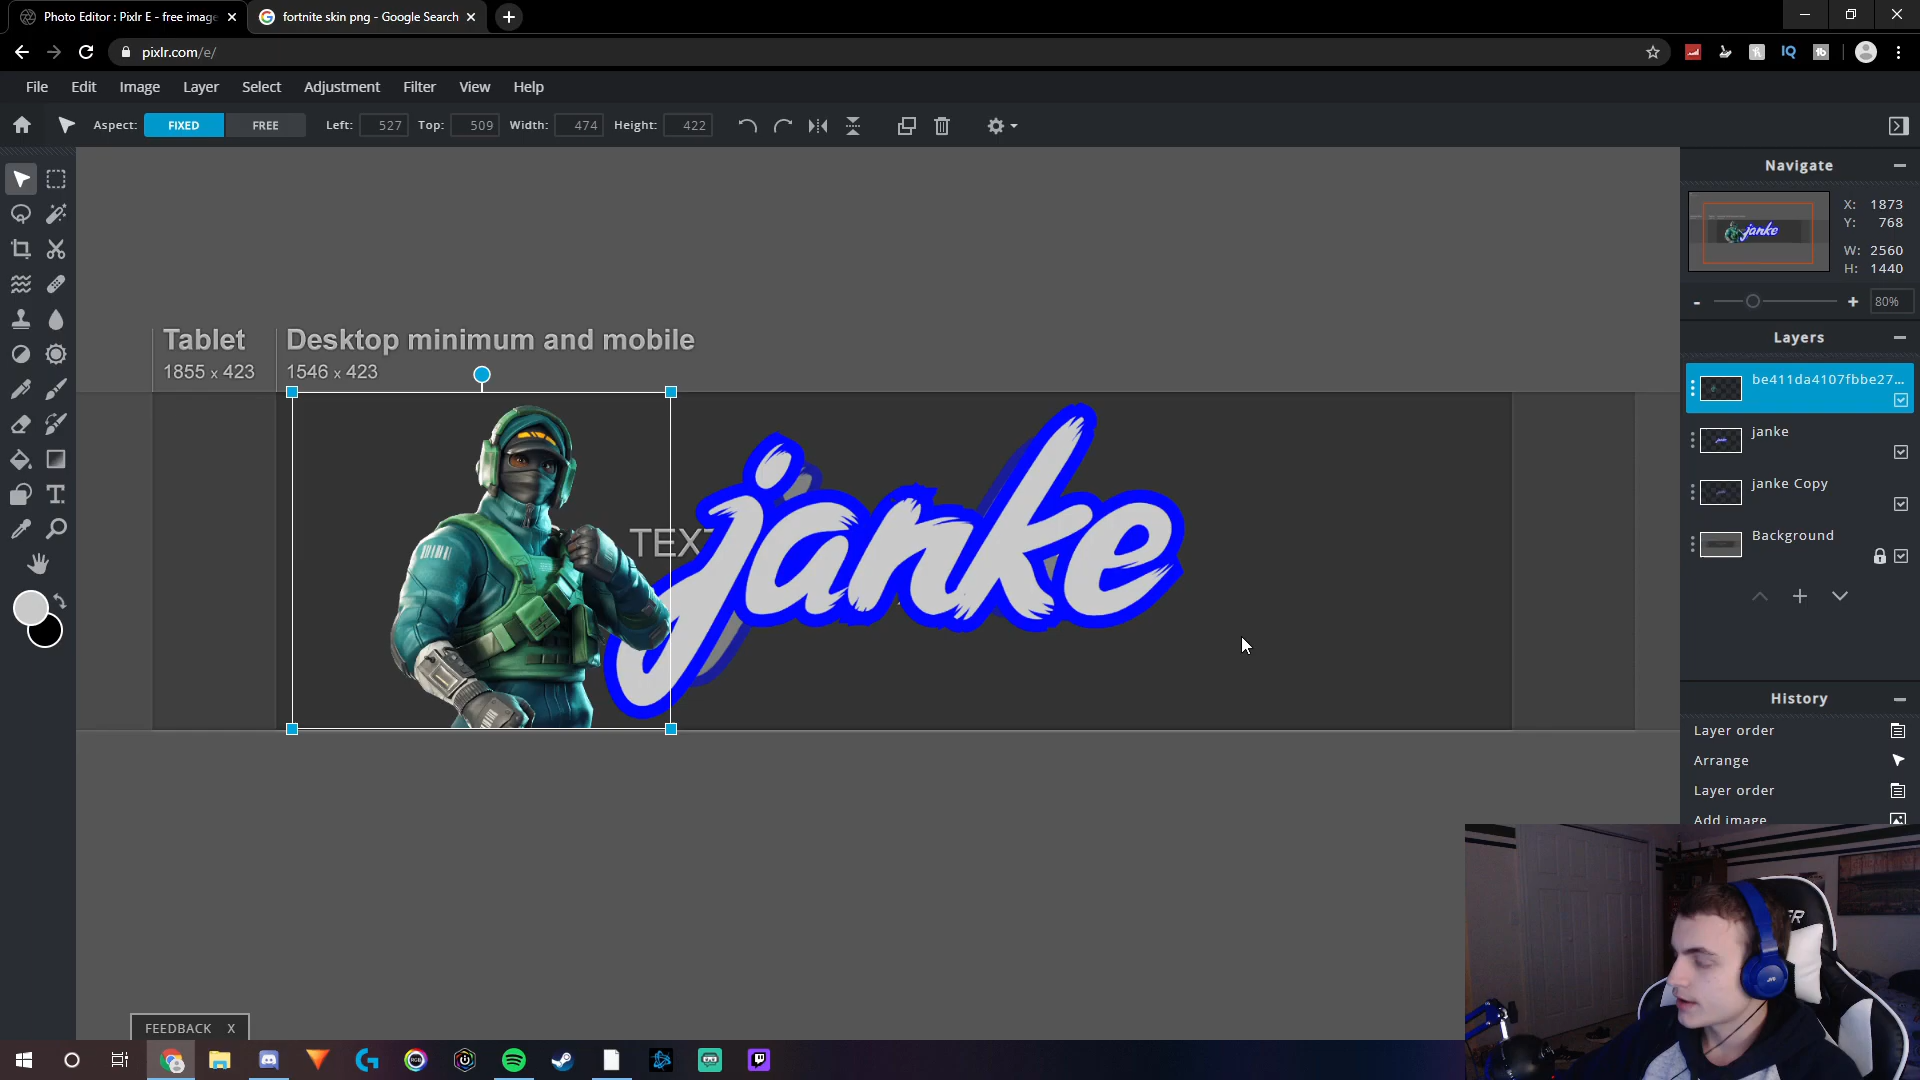 Photo Editor : Pixlr E - free image
fortnite skin png - Google Search
pixlr.com/e/
File Edit Image Layer Select Adjustment Filter View Help
Aspect: FIXED FREE Left: 527 Top: 509 Width: 474 Height: 422
Navigate
X: 1873
Y: 768
W: 2560
H: 1440
80%
Tablet
1855 x 423
Desktop minimum and mobile
1546 x 423
TEXT
janke
Layers
be411da4107fbbe27...
janke
janke Copy
Background
History
Layer order
Arrange
Layer order
Add image
FEEDBACK X